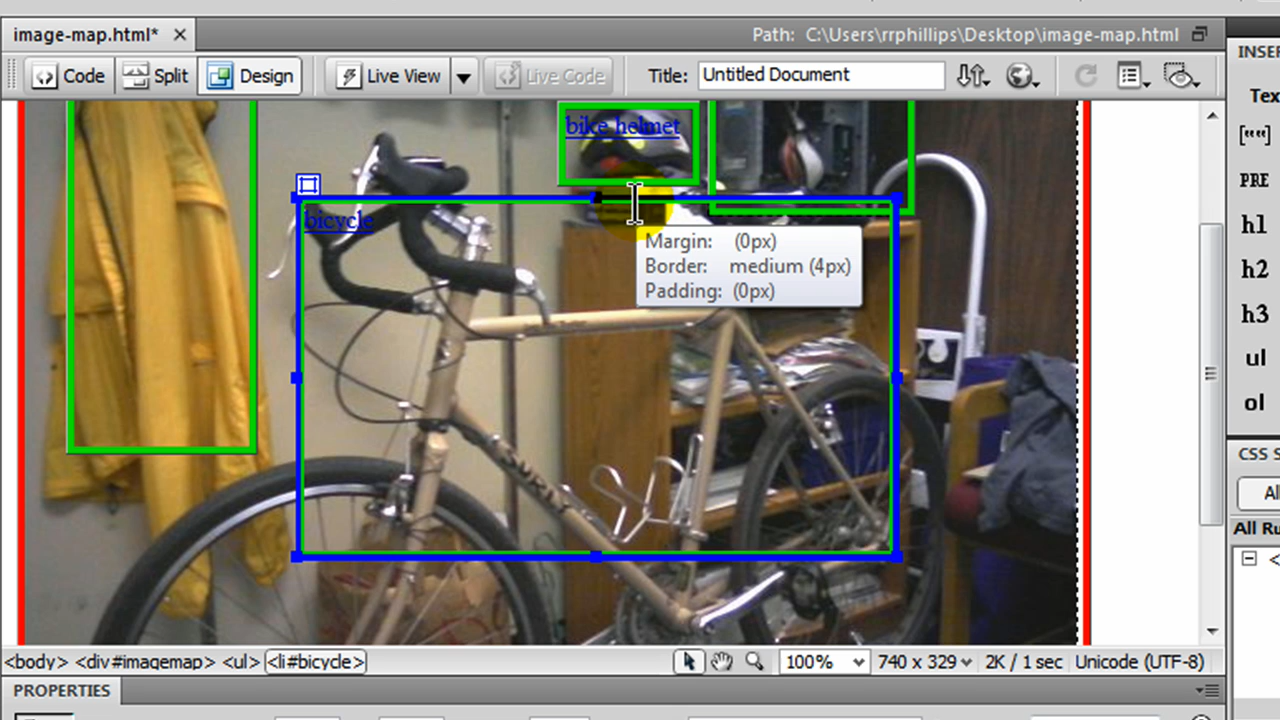 image-map.html*
Path: C:\Users\rrphillips\Desktop\image-map.html
INSER
Code
Split
Design
Live View
Live Code
Title:
Untitled Document
Tex
[""]
PRE
h1
h2
h3
ul
ol
bike helmet
bicycle
Margin: (0px)
Border: medium (4px)
Padding: (0px)
SURLY
CSS S
Al
All Ru
<
<body> <div#imagemap> <ul> <li#bicycle>
100%
740 x 329
2K / 1 sec
Unicode (UTF-8)
PROPERTIES